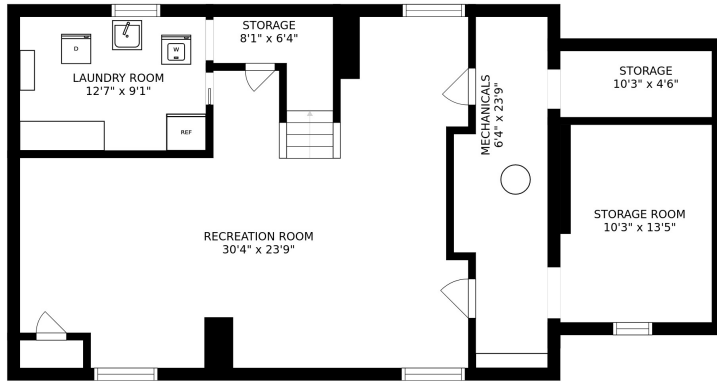 STORAGE
8'1" x 6'4"
D
W
LAUNDRY ROOM
12'7" x 9'1"
REF
MECHANICALS
6'4" x 23'9"
STORAGE
10'3" x 4'6"
STORAGE ROOM
10'3" x 13'5"
RECREATION ROOM
30'4" x 23'9"